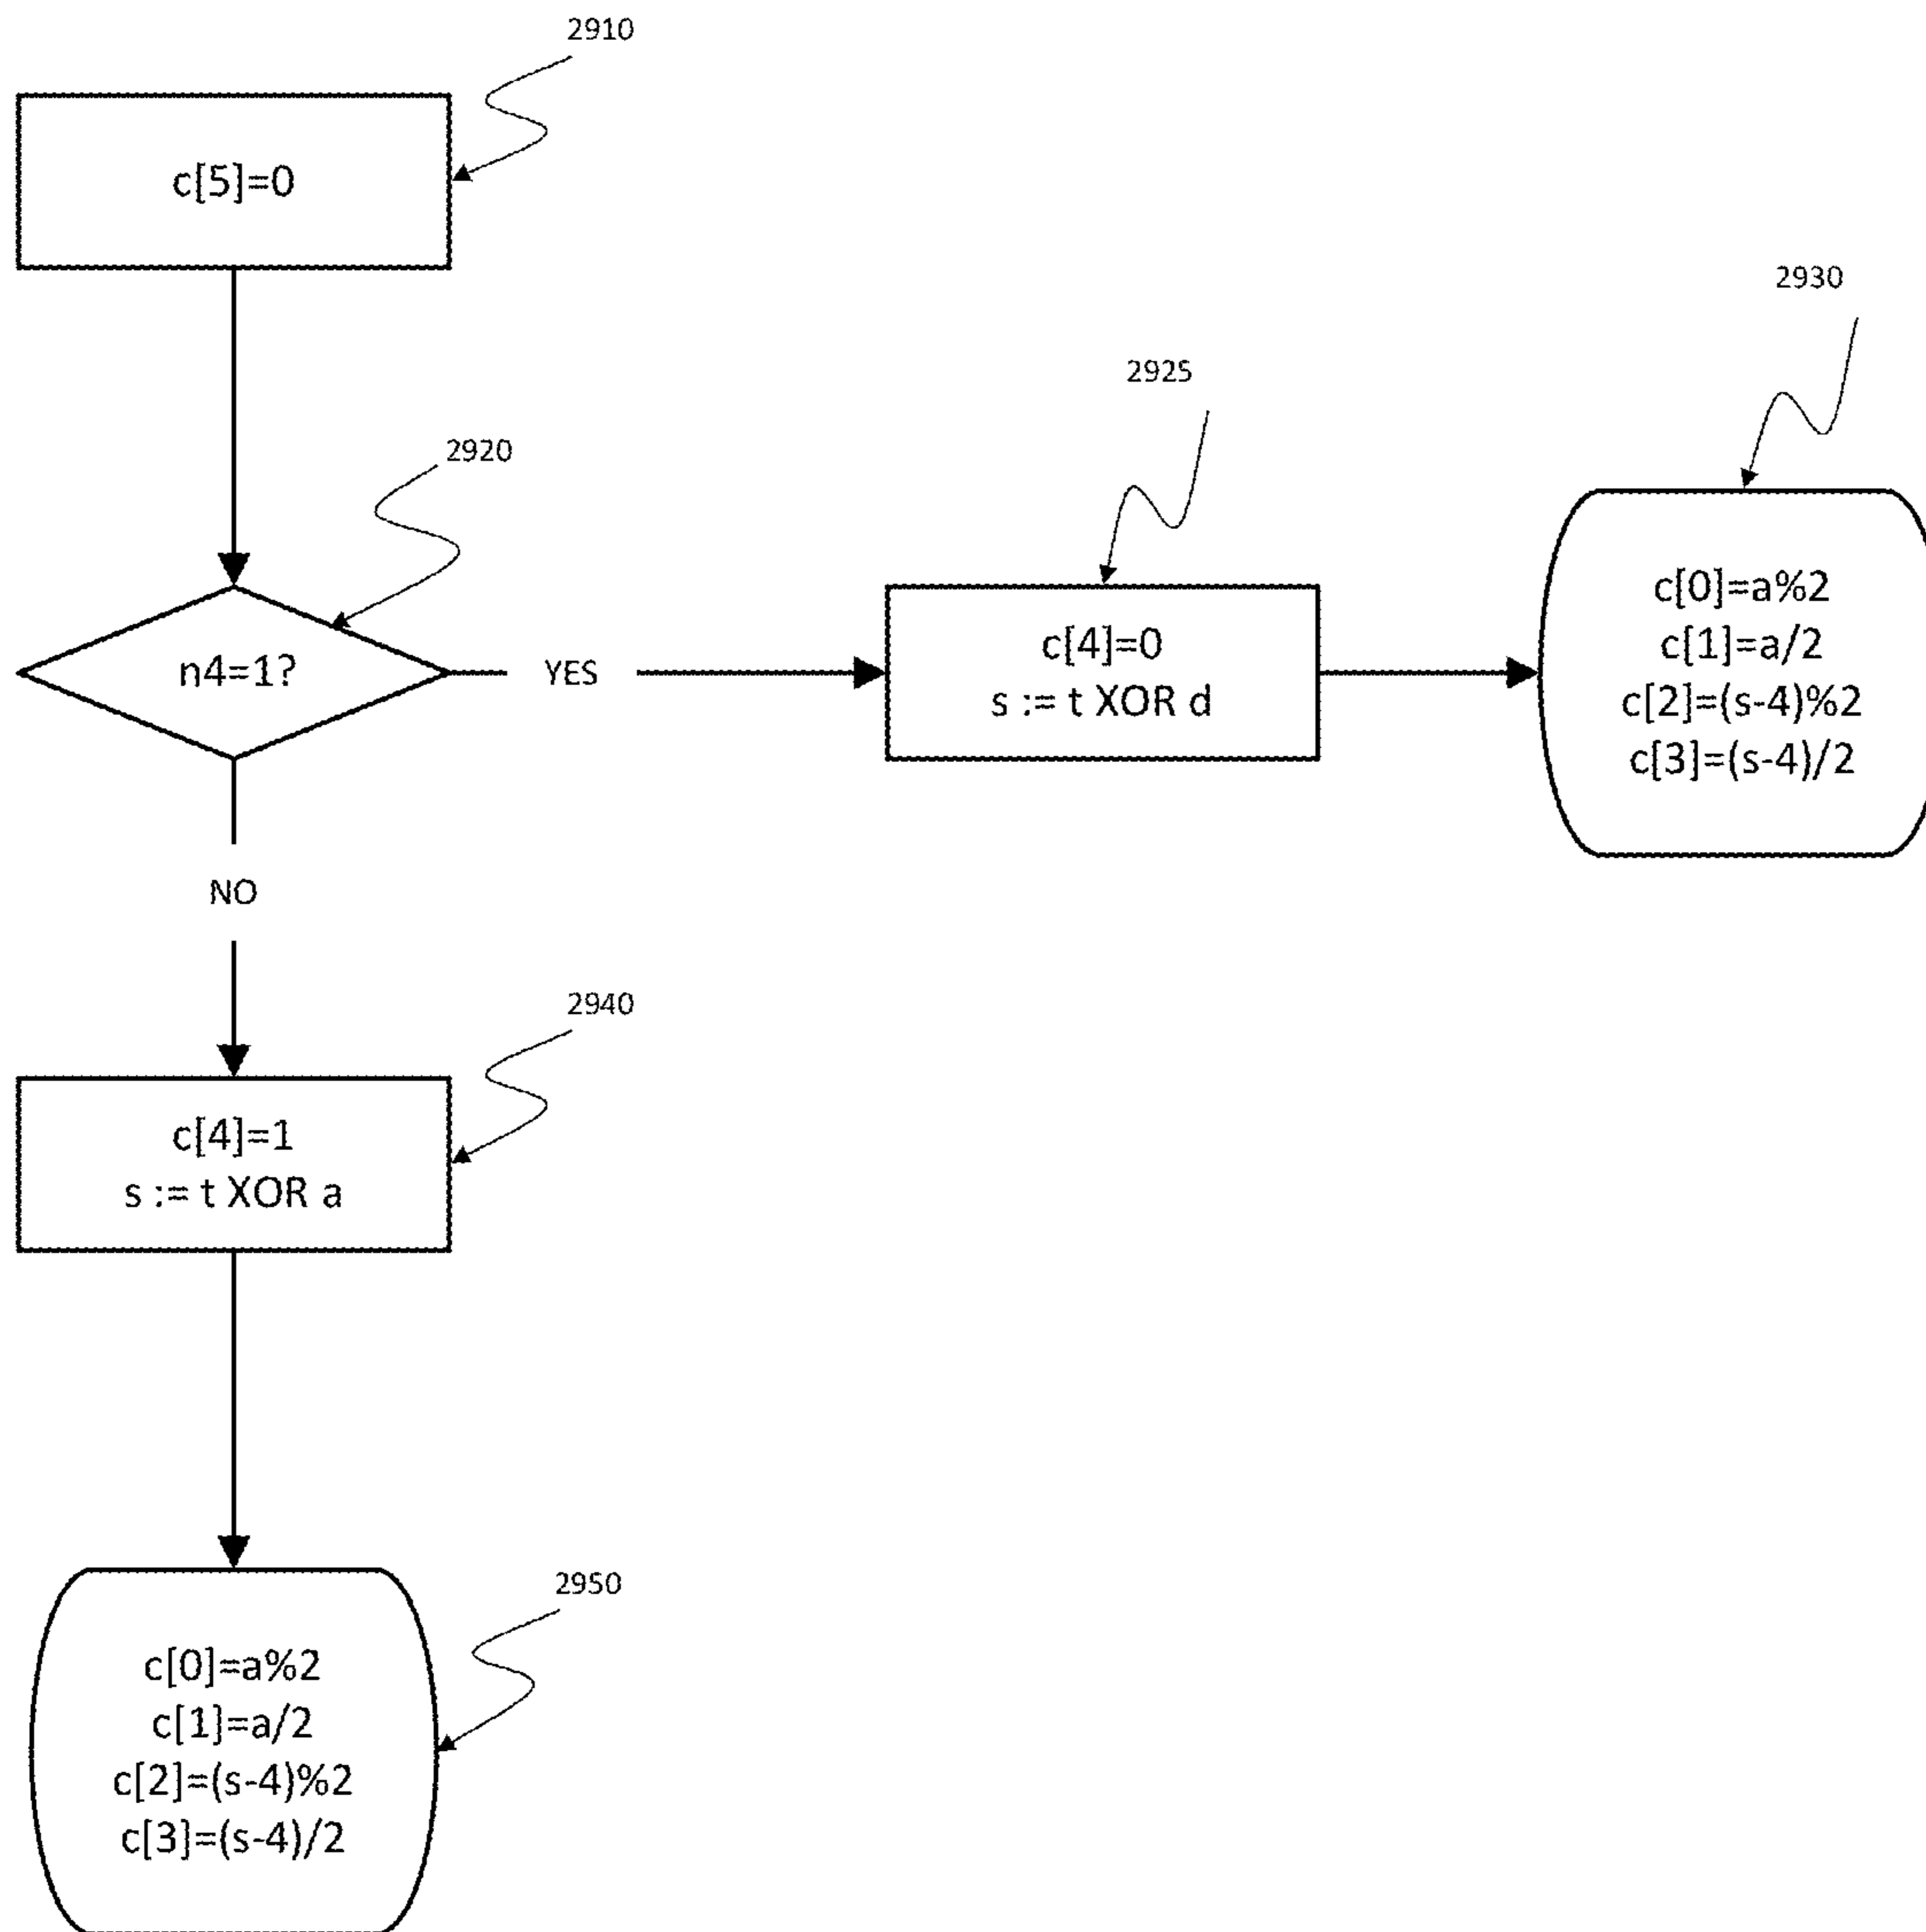 2910
c[5]=0
2930
2925
2920
c[4]=0
s := t XOR d
c[0]=a%2
c[1]=a/2
c[2]=(s-4)%2
c[3]=(s-4)/2
n4=1?
YES
NO
2940
c[4]=1
s := t XOR a
2950
c[0]=a%2
c[1]=a/2
c[2]=(s-4)%2
c[3]=(s-4)/2